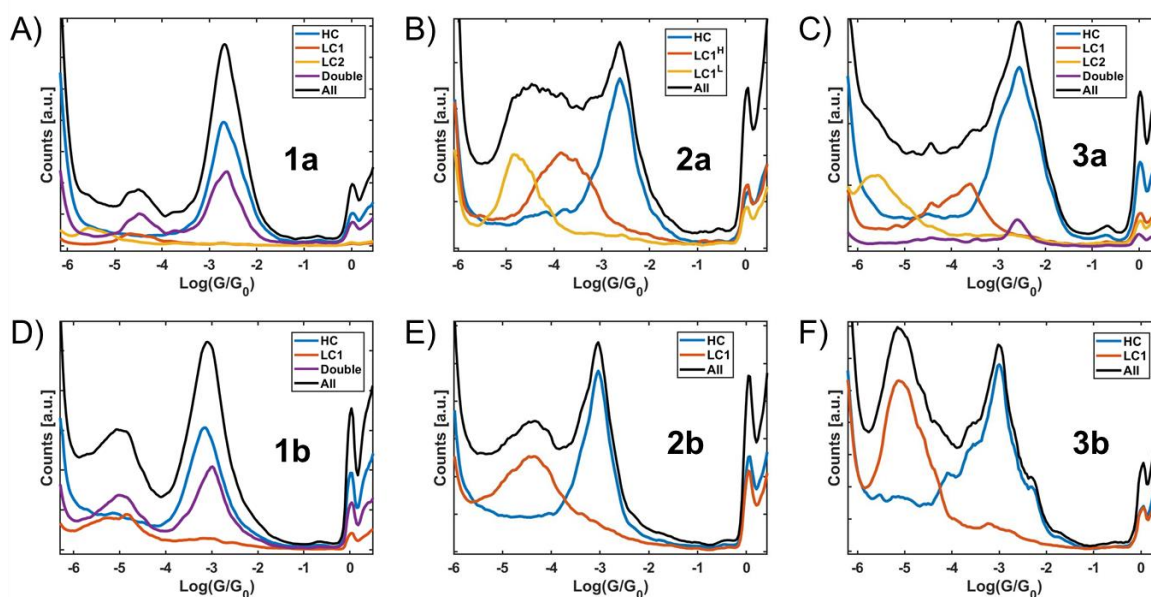 A)
Counts [a.u.]
HC
LC1
LC2
Double
All
1a
-6 -5 -4 -3 -2 -1 0
Log(G/G0)
B)
Counts [a.u.]
HC
LC1H
LC1L
All
2a
-6 -5 -4 -3 -2 -1 0
Log(G/G0)
C)
Counts [a.u.]
HC
LC1
LC2
Double
All
3a
-6 -5 -4 -3 -2 -1 0
Log(G/G0)
D)
Counts [a.u.]
HC
LC1
Double
All
1b
-6 -5 -4 -3 -2 -1 0
Log(G/G0)
E)
Counts [a.u.]
HC
LC1
All
2b
-6 -5 -4 -3 -2 -1 0
Log(G/G0)
F)
Counts [a.u.]
HC
LC1
All
3b
-6 -5 -4 -3 -2 -1 0
Log(G/G0)